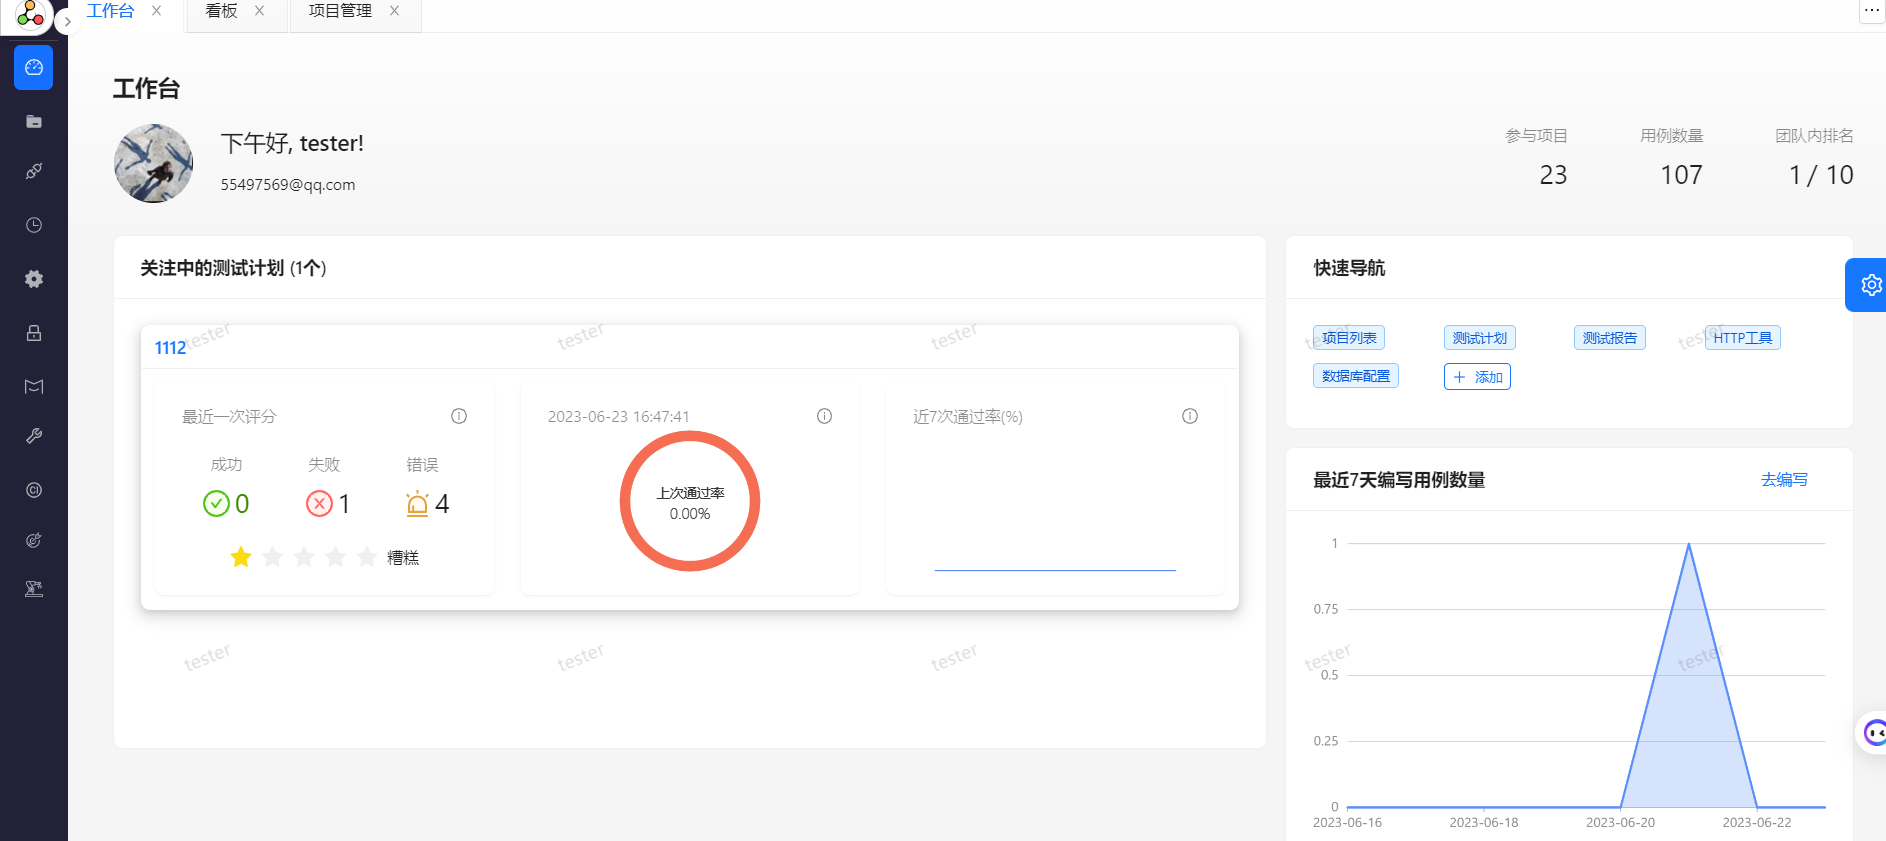 工作台
看板
项目管理
工作台
下午好, tester!
55497569@qq.com
参与项目
23
用例数量
107
团队内排名
1 / 10
关注中的测试计划 (1个)
1112
最近一次评分
成功
失败
错误
0
1
4
糟糕
2023-06-23 16:47:41
上次通过率
0.00%
近7次通过率(%)
快速导航
项目列表
测试计划
测试报告
HTTP工具
数据库配置
添加
最近7天编写用例数量
去编写
1
0.75
0.5
0.25
0
2023-06-16
2023-06-18
2023-06-20
2023-06-22
tester
tester
tester
tester
tester
tester
tester
tester
tester
tester